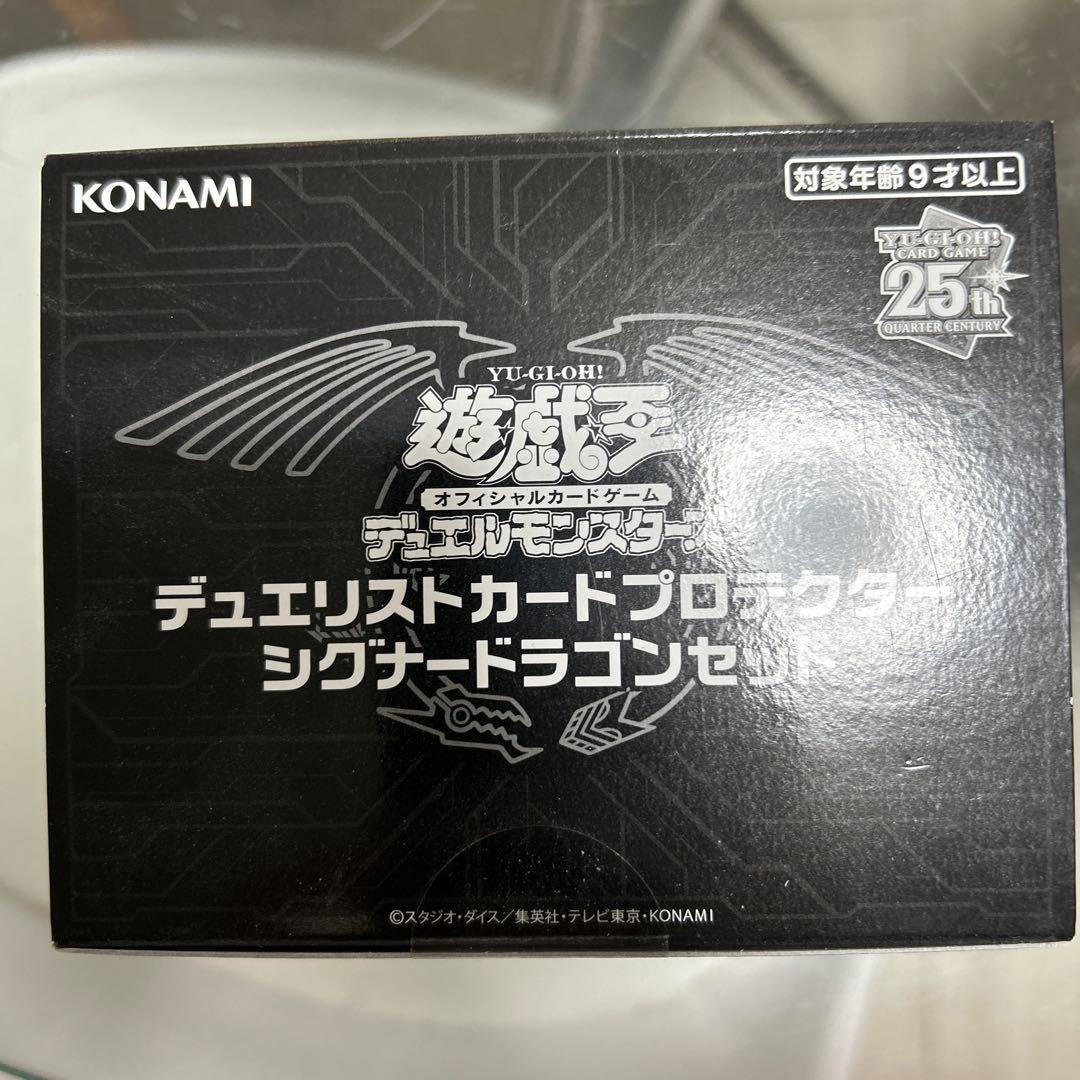 KONAMI
対象年齢9才以上
YU-GI-OH!
CARD GAME
25th
QUARTER CENTURY
YU-GI-OH!
遊戯王
オフィシャルカードゲーム
デュエルモンスターズ
デュエリストカードプロテクター
シグナードラゴンセット
©スタジオ・ダイス/集英社・テレビ東京・KONAMI